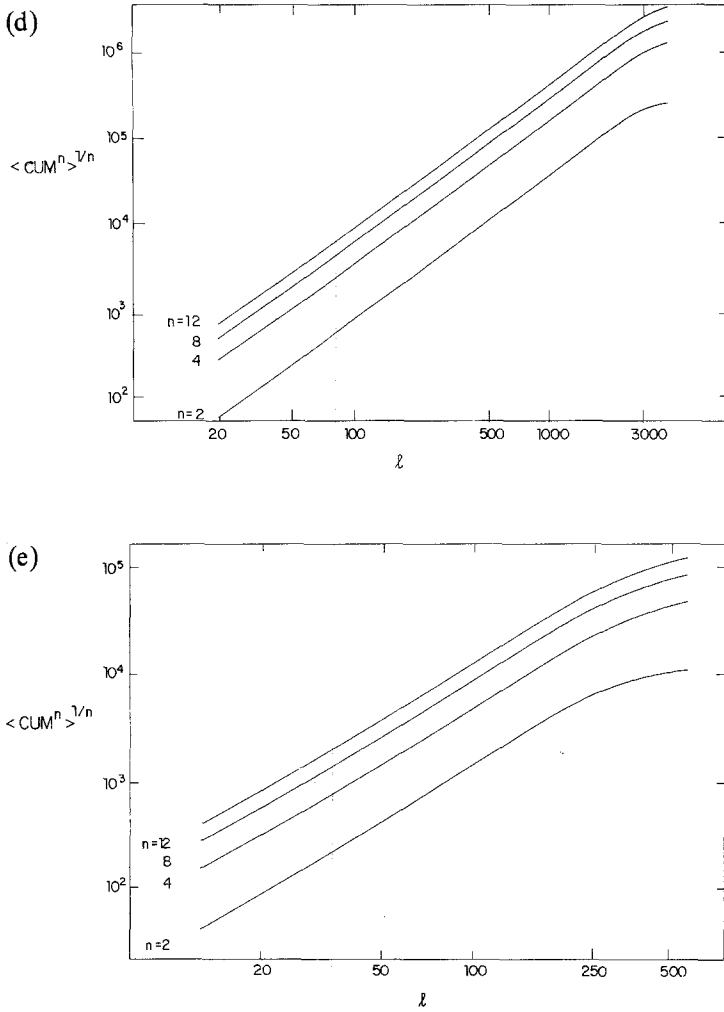 (d)
10⁶
10⁵
< CUMⁿ >^{1/n}
10⁴
10³
n=12
8
4
10²
n=2
20 50 100 500 1000 3000
ℓ
(e)
10⁵
10⁴
< CUMⁿ >^{1/n}
10³
n=12
8
4
10²
n=2
20 50 100 250 500
ℓ